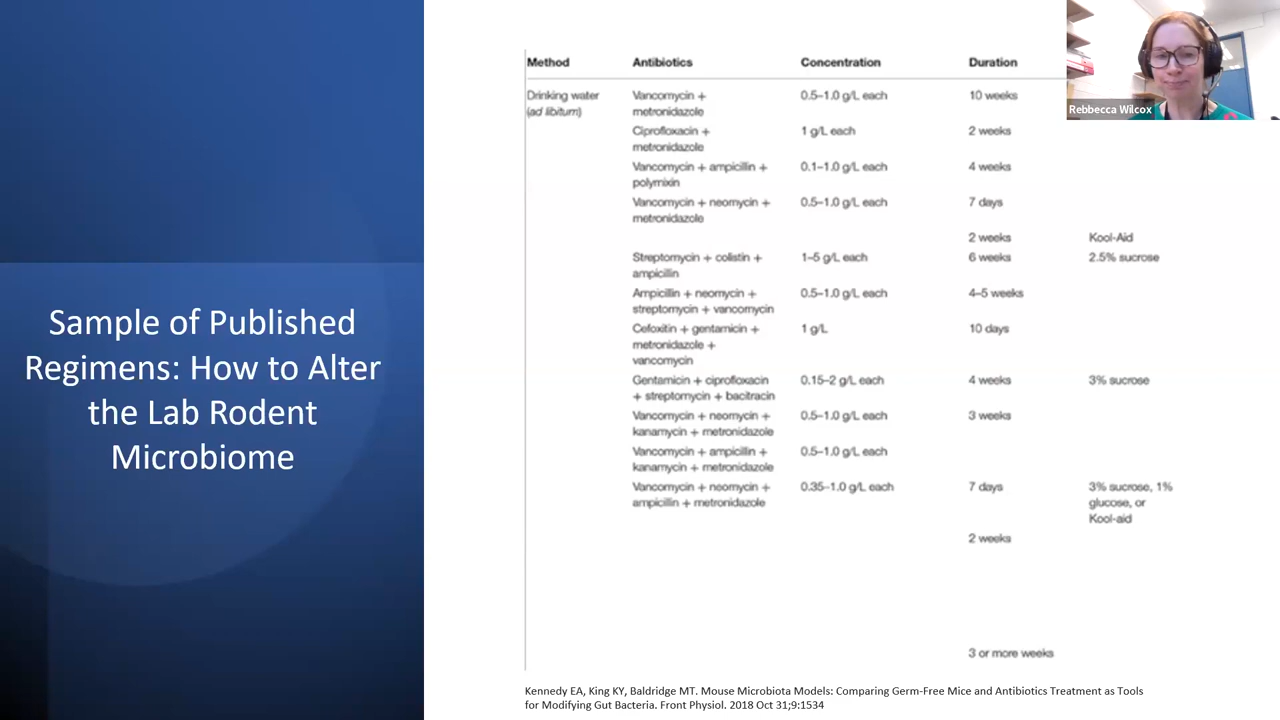 Sample of Published
Regimens: How to Alter
the Lab Rodent
Microbiome
Method Antibiotics Concentration Duration
Drinking water Vancomycin + 0.5–1.0 g/L each 10 weeks
(ad libitum) metronidazole
Ciprofloxacin + 1 g/L each 2 weeks
metronidazole
Vancomycin + ampicillin + 0.1–1.0 g/L each 4 weeks
polymixin
Vancomycin + neomycin + 0.5–1.0 g/L each 7 days
metronidazole
2 weeks Kool-Aid
Streptomycin + colistin + 1–5 g/L each 6 weeks 2.5% sucrose
ampicillin
Ampicillin + neomycin + 0.5–1.0 g/L each 4–5 weeks
streptomycin + vancomycin
Cefoxitin + gentamicin + 1 g/L 10 days
metronidazole +
vancomycin
Gentamicin + ciprofloxacin 0.15–2 g/L each 4 weeks 3% sucrose
+ streptomycin + bacitracin
Vancomycin + neomycin + 0.5–1.0 g/L each 3 weeks
kanamycin + metronidazole
Vancomycin + ampicillin + 0.5–1.0 g/L each
kanamycin + metronidazole
Vancomycin + neomycin + 0.35–1.0 g/L each 7 days 3% sucrose, 1%
ampicillin + metronidazole glucose, or
Kool-aid
2 weeks
3 or more weeks
Kennedy EA, King KY, Baldridge MT. Mouse Microbiota Models: Comparing Germ-Free Mice and Antibiotics Treatment as Tools
for Modifying Gut Bacteria. Front Physiol. 2018 Oct 31;9:1534
Rebbecca Wilcox